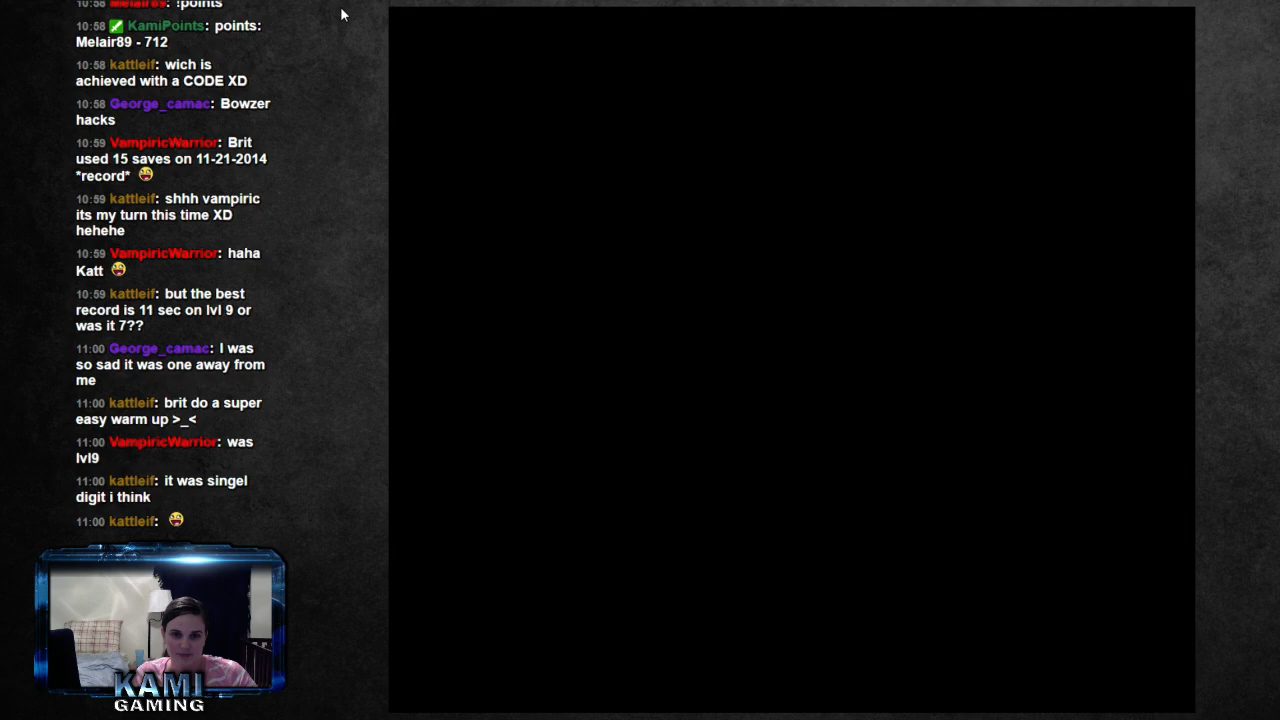 10:58 Melair89: !points
10:58 KamiPoints: points:
Melair89 - 712
10:58 kattleif: wich is
achieved with a CODE XD
10:58 George_camac: Bowzer
hacks
10:59 VampiricWarrior: Brit
used 15 saves on 11-21-2014
*record*
10:59 kattleif: shhh vampiric
its my turn this time XD
hehehe
10:59 VampiricWarrior: haha
Katt
10:59 kattleif: but the best
record is 11 sec on lvl 9 or
was it 7??
11:00 George_camac: I was
so sad it was one away from
me
11:00 kattleif: brit do a super
easy warm up >_<
11:00 VampiricWarrior: was
lvl9
11:00 kattleif: it was singel
digit i think
11:00 kattleif:
KAMI
GAMING